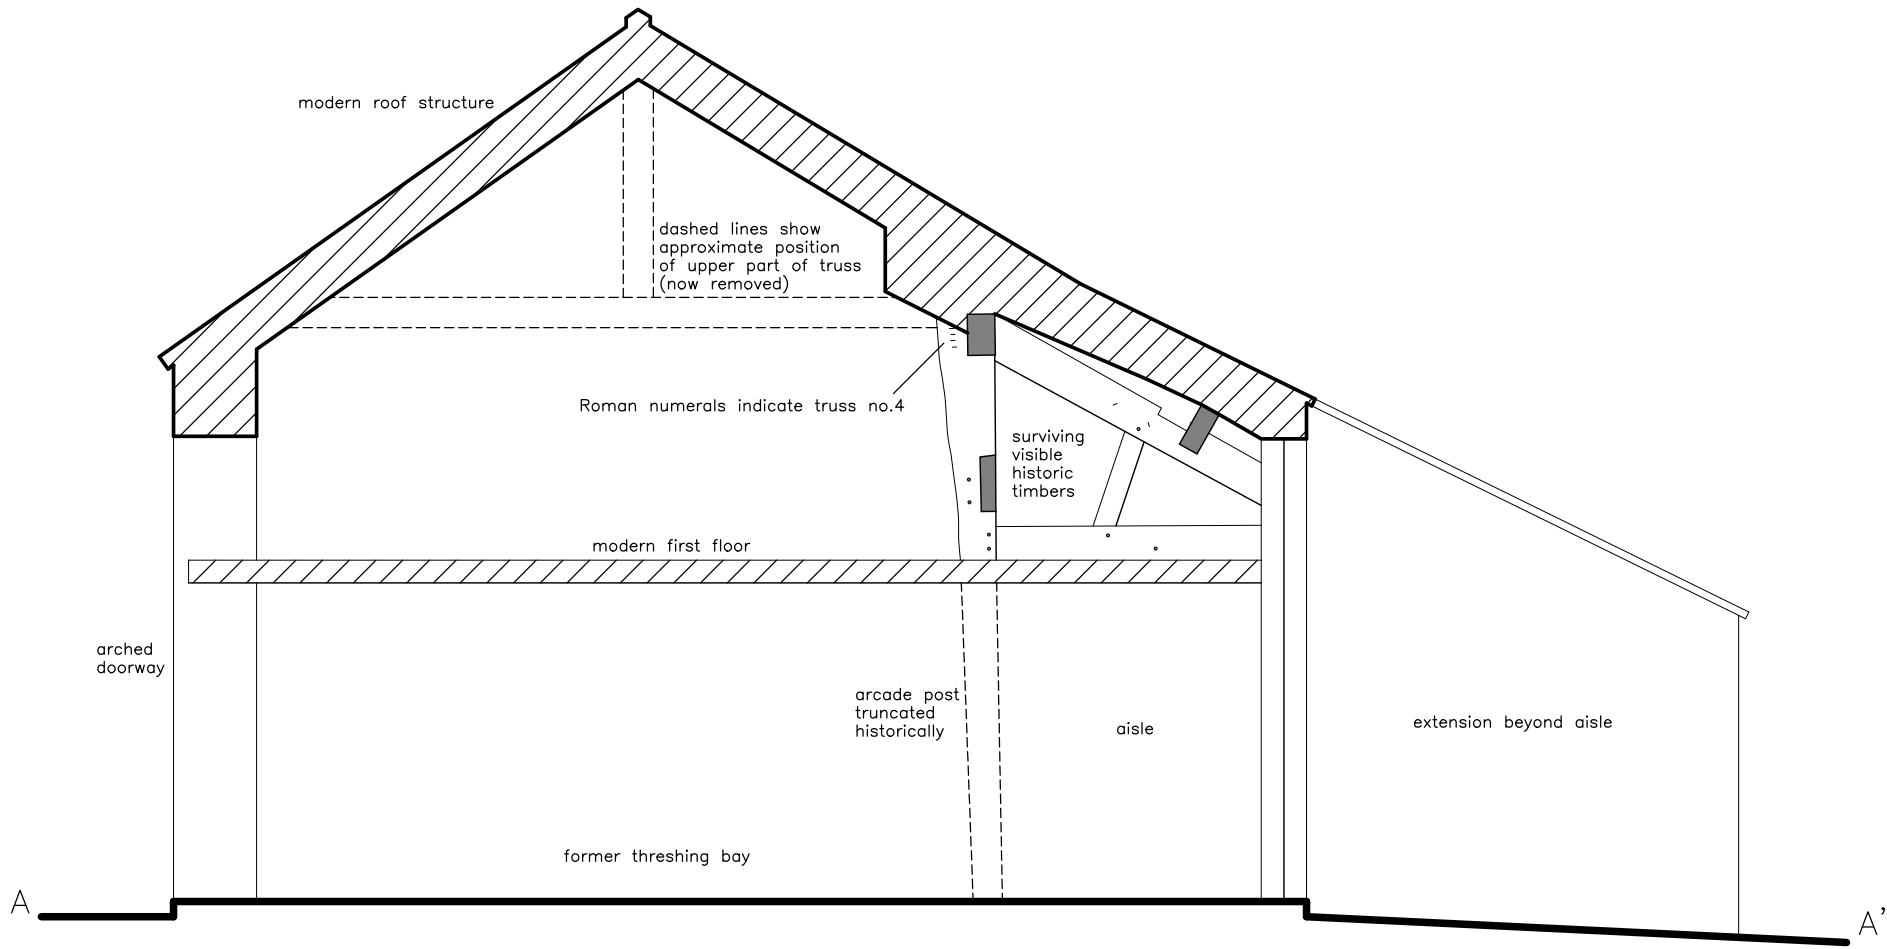 modern roof structure
dashed lines show
approximate position
of upper part of truss
(now removed)
Roman numerals indicate truss no.4
surviving
visible
historic
timbers
modern first floor
arched
doorway
arcade post
truncated
historically
aisle
extension beyond aisle
former threshing bay
A
A'